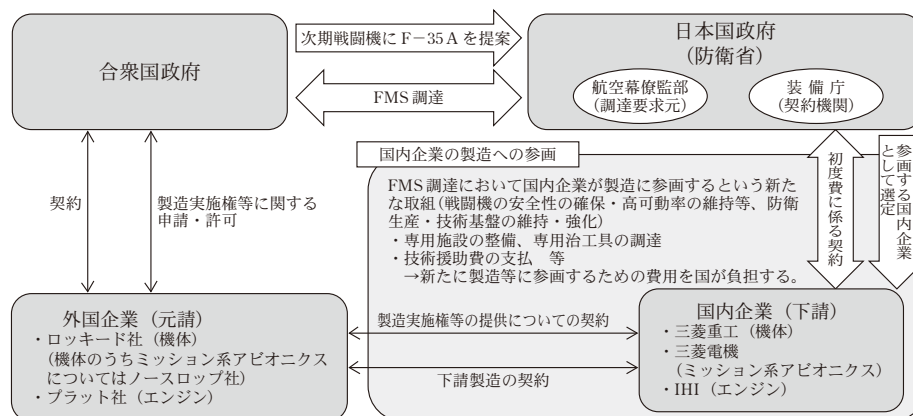 合衆国政府
次期戦闘機にF−35Aを提案
FMS調達
日本国政府
(防衛省)
航空幕僚監部
(調達要求元)
装備庁
(契約機関)
契約
製造実施権等に関する
申請・許可
国内企業の製造への参画
FMS調達において国内企業が製造に参画するという新た
な取組(戦闘機の安全性の確保・高可動率の維持等、防衛
生産・技術基盤の維持・強化)
・専用施設の整備、専用治工具の調達
・技術援助費の支払　等
→新たに製造等に参画するための費用を国が負担する。
初度費に係る契約
参画する国内企業
として選定
外国企業（元請）
・ロッキード社（機体）
(機体のうちミッション系アビオニクス
についてはノースロップ社)
・プラット社（エンジン）
製造実施権等の提供についての契約
下請製造の契約
国内企業（下請）
・三菱重工（機体）
・三菱電機
(ミッション系アビオニクス)
・IHI（エンジン）